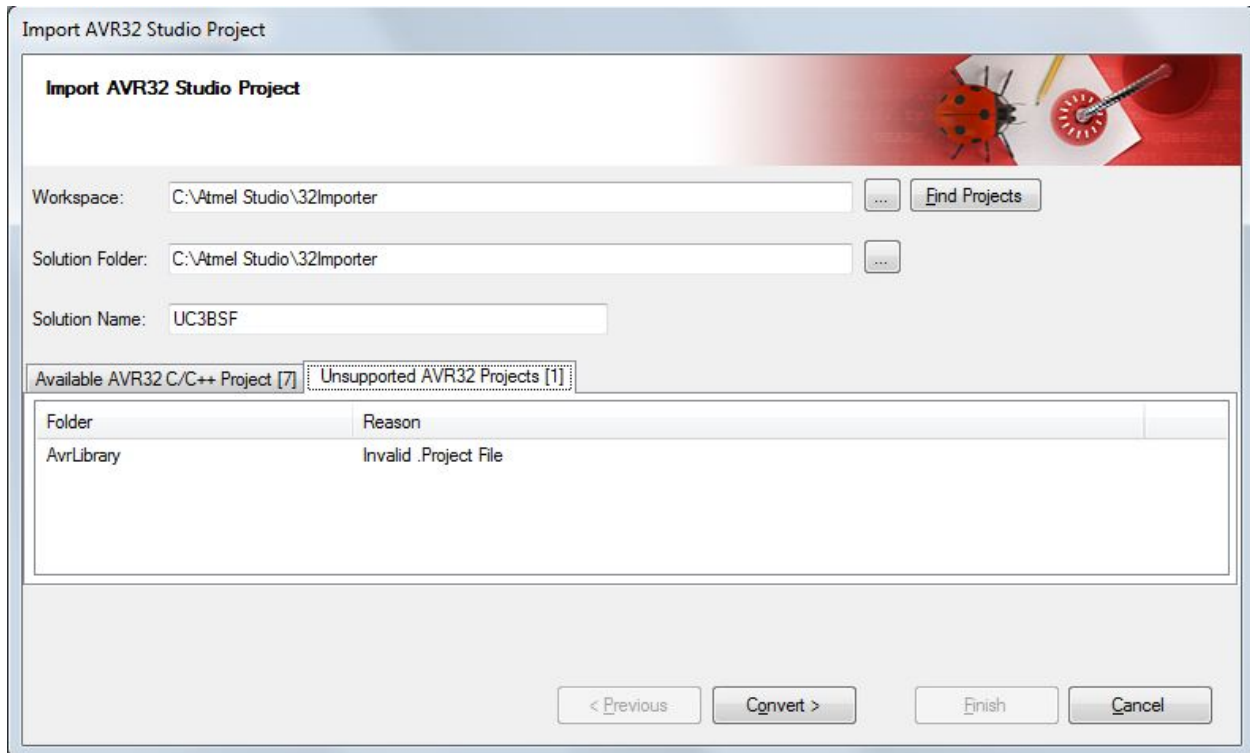 Import AVR32 Studio Project
Import AVR32 Studio Project
Workspace: C:\Atmel Studio\32Importer ... Find Projects
Solution Folder: C:\Atmel Studio\32Importer ...
Solution Name: UC3BSF
Available AVR32 C/C++ Project [7] Unsupported AVR32 Projects [1]
Folder Reason
AvrLibrary Invalid .Project File
< Previous Convert > Finish Cancel